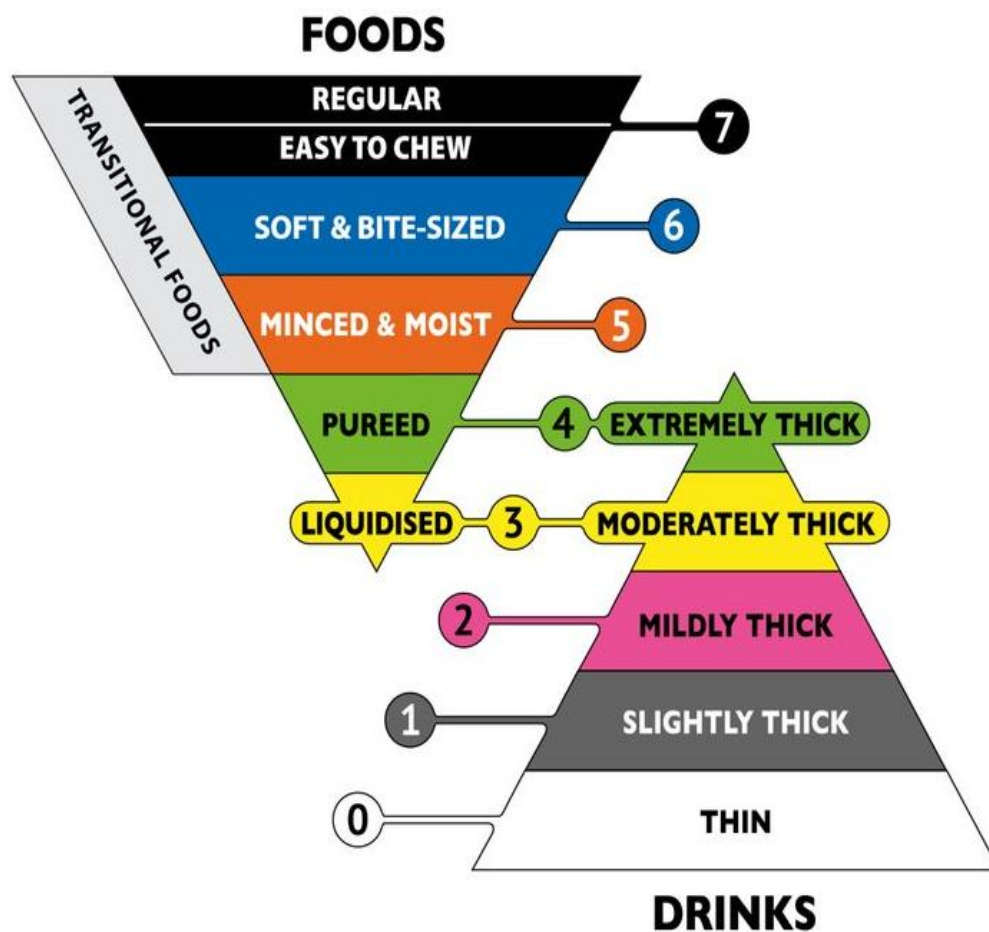 FOODS
TRANSITIONAL FOODS
REGULAR
7
EASY TO CHEW
SOFT & BITE-SIZED
6
MINCED & MOIST
5
PUREED
4
EXTREMELY THICK
LIQUIDISED
3
MODERATELY THICK
2
MILDLY THICK
1
SLIGHTLY THICK
0
THIN
DRINKS